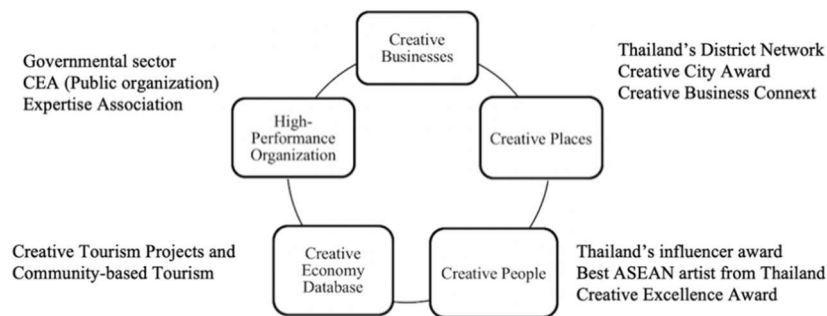 Creative
Businesses
Governmental sector
CEA (Public organization)
Expertise Association
Thailand's District Network
Creative City Award
Creative Business Connext
High-
Performance
Organization
Creative Places
Creative Tourism Projects and
Community-based Tourism
Creative
Economy
Database
Creative People
Thailand's influencer award
Best ASEAN artist from Thailand
Creative Excellence Award